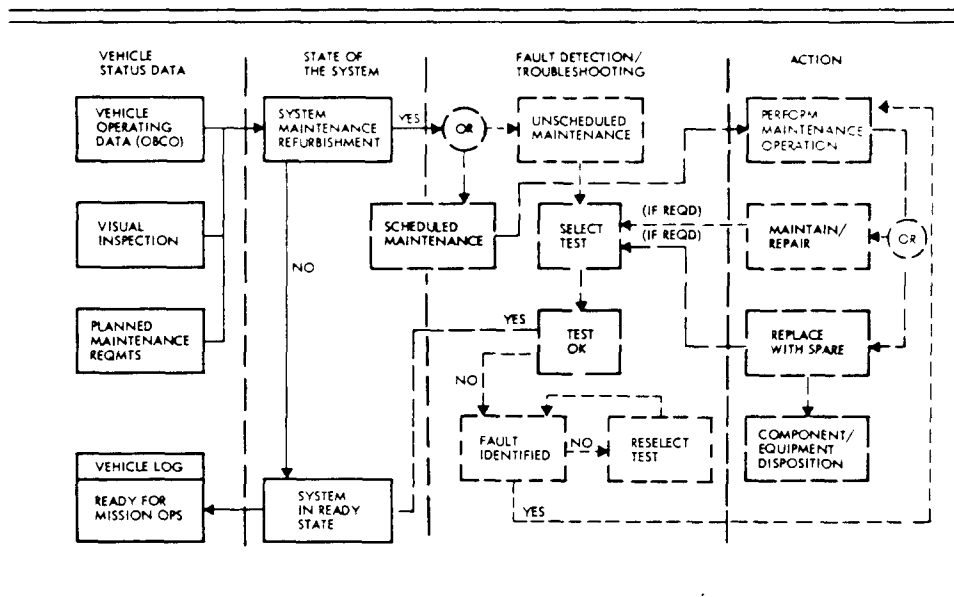 VEHICLE
STATUS DATA
STATE OF
THE SYSTEM
FAULT DETECTION/
TROUBLESHOOTING
ACTION
VEHICLE
OPERATING
DATA (OBCO)
SYSTEM
MAINTENANCE
REFURBISHMENT
YES
OR
UNSCHEDULED
MAINTENANCE
PERFORM
MAINTENANCE
OPERATION
VISUAL
INSPECTION
SCHEDULED
MAINTENANCE
SELECT
TEST
(IF REQD)
(IF REQD)
MAINTAIN/
REPAIR
OR
NO
PLANNED
MAINTENANCE
REQMTS
YES
TEST
OK
REPLACE
WITH SPARE
NO
FAULT
IDENTIFIED
NO
RESELECT
TEST
COMPONENT/
EQUIPMENT
DISPOSITION
VEHICLE LOG
READY FOR
MISSION OPS
SYSTEM
IN READY
STATE
YES